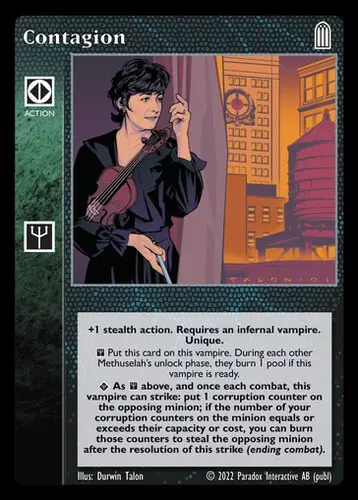 Contagion
ACTION
TALON·01
+1 stealth action. Requires an infernal vampire.
Unique.
Put this card on this vampire. During each other
Methuselah's unlock phase, they burn 1 pool if this
vampire is ready.
As above, and once each combat, this
vampire can strike: put 1 corruption counter on
the opposing minion; if the number of your
corruption counters on the minion equals or
exceeds their capacity or cost, you can burn
those counters to steal the opposing minion
after the resolution of this strike (ending combat).
Illus: Durwin Talon © 2022 Paradox Interactive AB (publ)